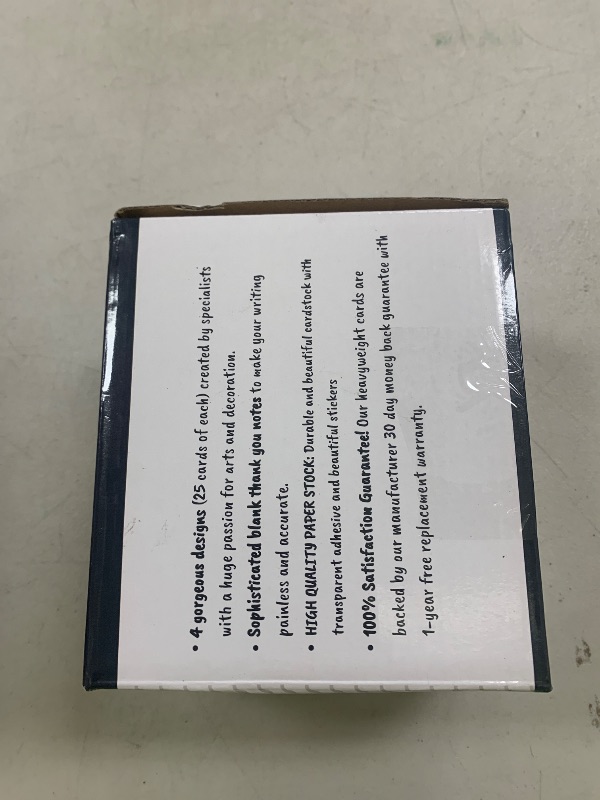 • 4 gorgeous designs (25 cards of each) created by specialists
with a huge passion for arts and decoration.
• Sophisticated blank thank you notes to make your writing
painless and accurate.
• HIGH QUALITY PAPER STOCK: Durable and beautiful cardstock with
transparent adhesive and beautiful stickers
• 100% Satisfaction Guarantee! Our heavyweight cards are
backed by our manufacturer 30 day money back guarantee with
1-year free replacement warranty.